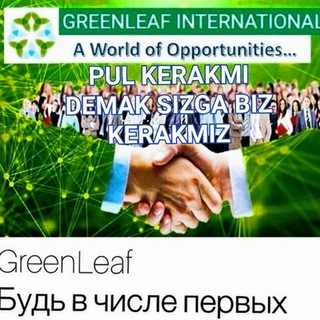 GREENLEAF INTERNATIONAL
A World of Opportunities...
PUL KERAKMI
DEMAK SIZGA BIZ
KERAKMIZ
GreenLeaf
Будь в числе первых